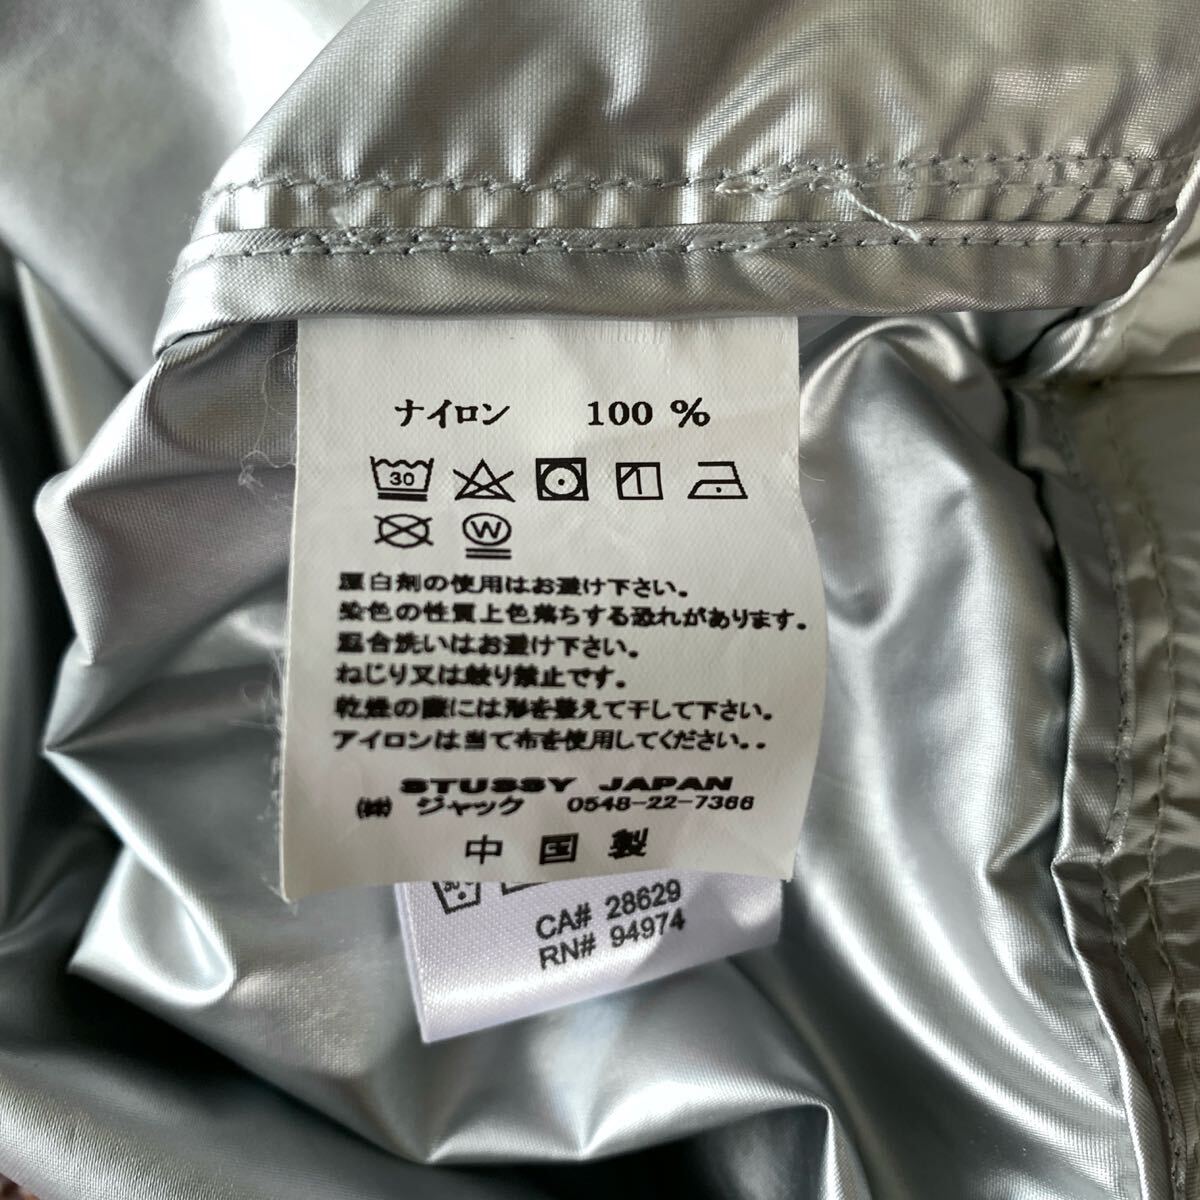 ナイロン 100 %
30
W
漂白剤の使用はお避け下さい。
染色の性質上色落ちする恐れがあります。
混合洗いはお避け下さい。
ねじり又は絞り禁止です。
乾燥の際には形を整えて干して下さい。
アイロンは当て布を使用してください。.
STUSSY JAPAN
㈱ ジャック 0548-22-7366
中国製
CA# 28629
RN# 94974